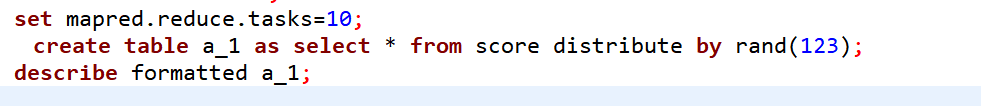 set mapred.reduce.tasks=10;
create table a_1 as select * from score distribute by rand(123);
describe formatted a_1;